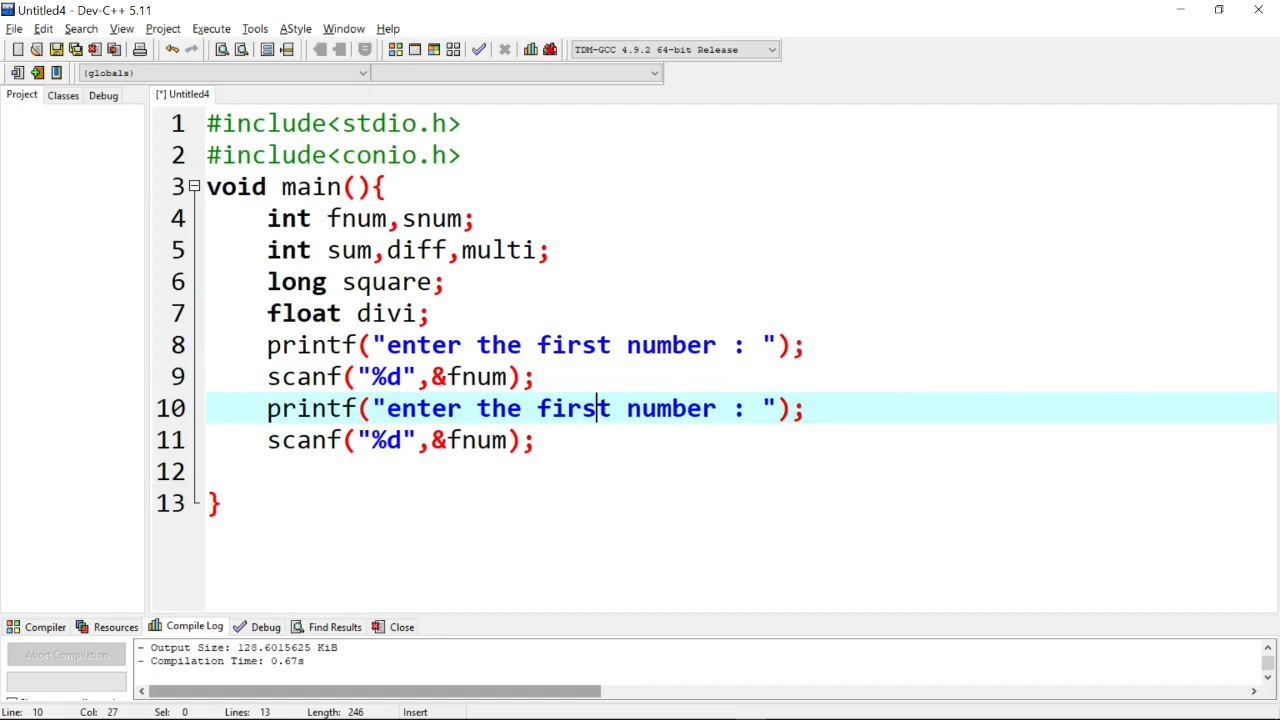 Untitled4 - Dev-C++ 5.11
File Edit Search View Project Execute Tools AStyle Window Help
TDM-GCC 4.9.2 64-bit Release
(globals)
Project Classes Debug [*] Untitled4
1 #include<stdio.h>
2 #include<conio.h>
3 void main(){
4 int fnum,snum;
5 int sum,diff,multi;
6 long square;
7 float divi;
8 printf("enter the first number : ");
9 scanf("%d",&fnum);
10 printf("enter the first number : ");
11 scanf("%d",&fnum);
12
13 }
Compiler Resources Compile Log Debug Find Results Close
Abort Compilation
- Output Size: 128.6015625 KiB
- Compilation Time: 0.67s
Line: 10 Col: 27 Sel: 0 Lines: 13 Length: 246 Insert